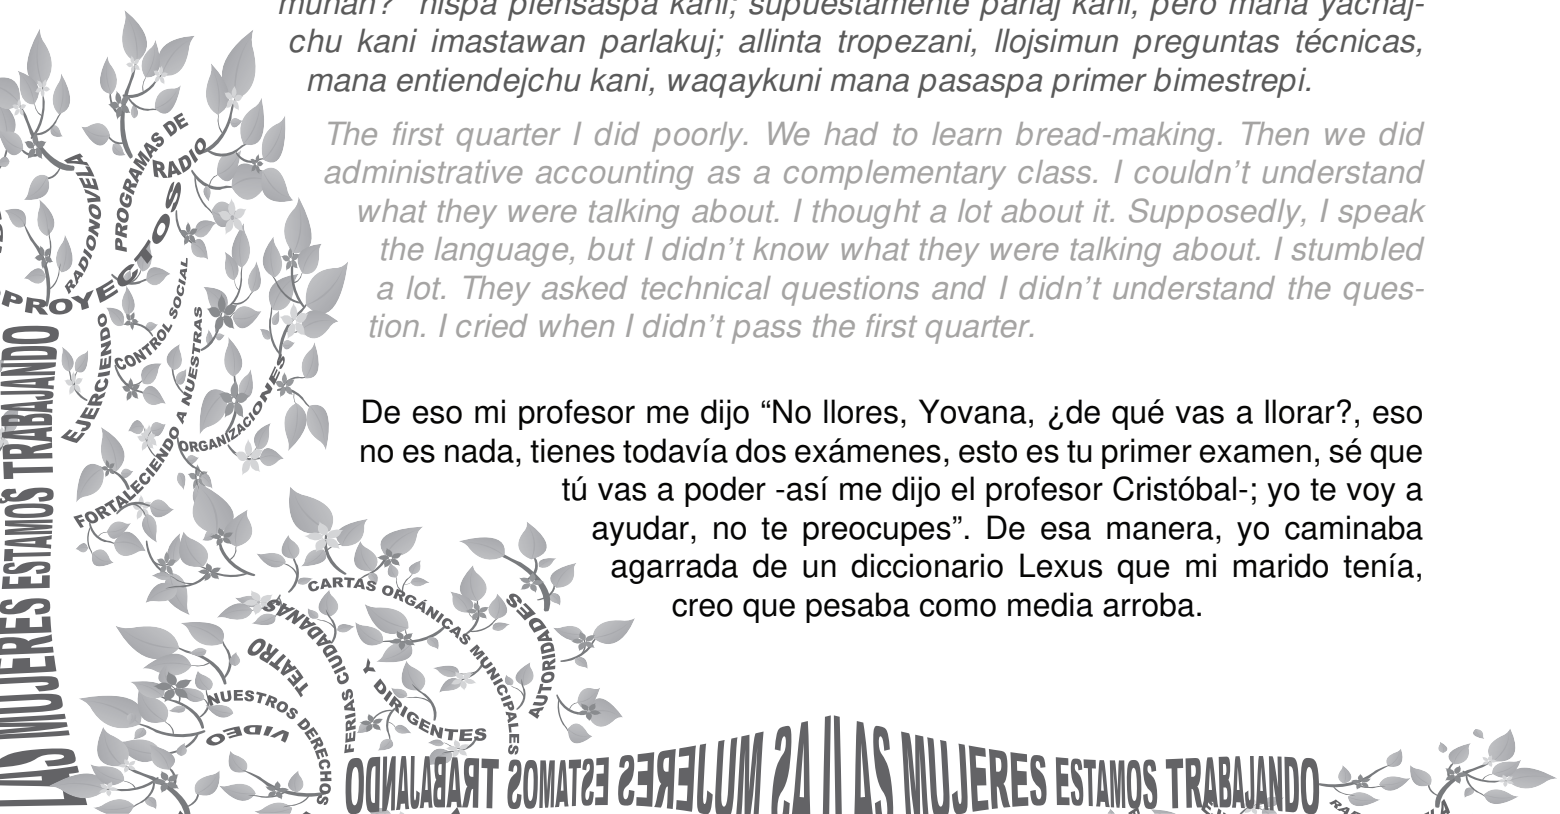 munan?” nispa piensaspa kani; supuestamente parlaj kani, pero mana yachaj-
chu kani imastawan parlakuj; allinta tropezani, llojsimun preguntas técnicas,
mana entiendejchu kani, waqaykuni mana pasaspa primer bimestrepi.
The first quarter I did poorly. We had to learn bread-making. Then we did
administrative accounting as a complementary class. I couldn’t understand
what they were talking about. I thought a lot about it. Supposedly, I speak
the language, but I didn’t know what they were talking about. I stumbled
a lot. They asked technical questions and I didn’t understand the ques-
tion. I cried when I didn’t pass the first quarter.
De eso mi profesor me dijo “No llores, Yovana, ¿de qué vas a llorar?, eso
no es nada, tienes todavía dos exámenes, esto es tu primer examen, sé que
tú vas a poder -así me dijo el profesor Cristóbal-; yo te voy a
ayudar, no te preocupes”. De esa manera, yo caminaba
agarrada de un diccionario Lexus que mi marido tenía,
creo que pesaba como media arroba.
PROGRAMAS DE
RADIO
RADIONOVELA
PROYECTOS
EJERCIENDO
CONTROL SOCIAL
FORTALECIENDO A NUESTRAS
ORGANIZACIONES
CARTAS ORGÁNICAS MUNICIPALES
AUTORIDADES
Y DIRIGENTES
FERIAS CIUDADANAS
TEATRO
NUESTROS DERECHOS
VIDEO
LAS MUJERES ESTAMOS TRABAJANDO
LAS MUJERES ESTAMOS TRABAJANDO
MUJERES ESTAMOS TRABAJANDO